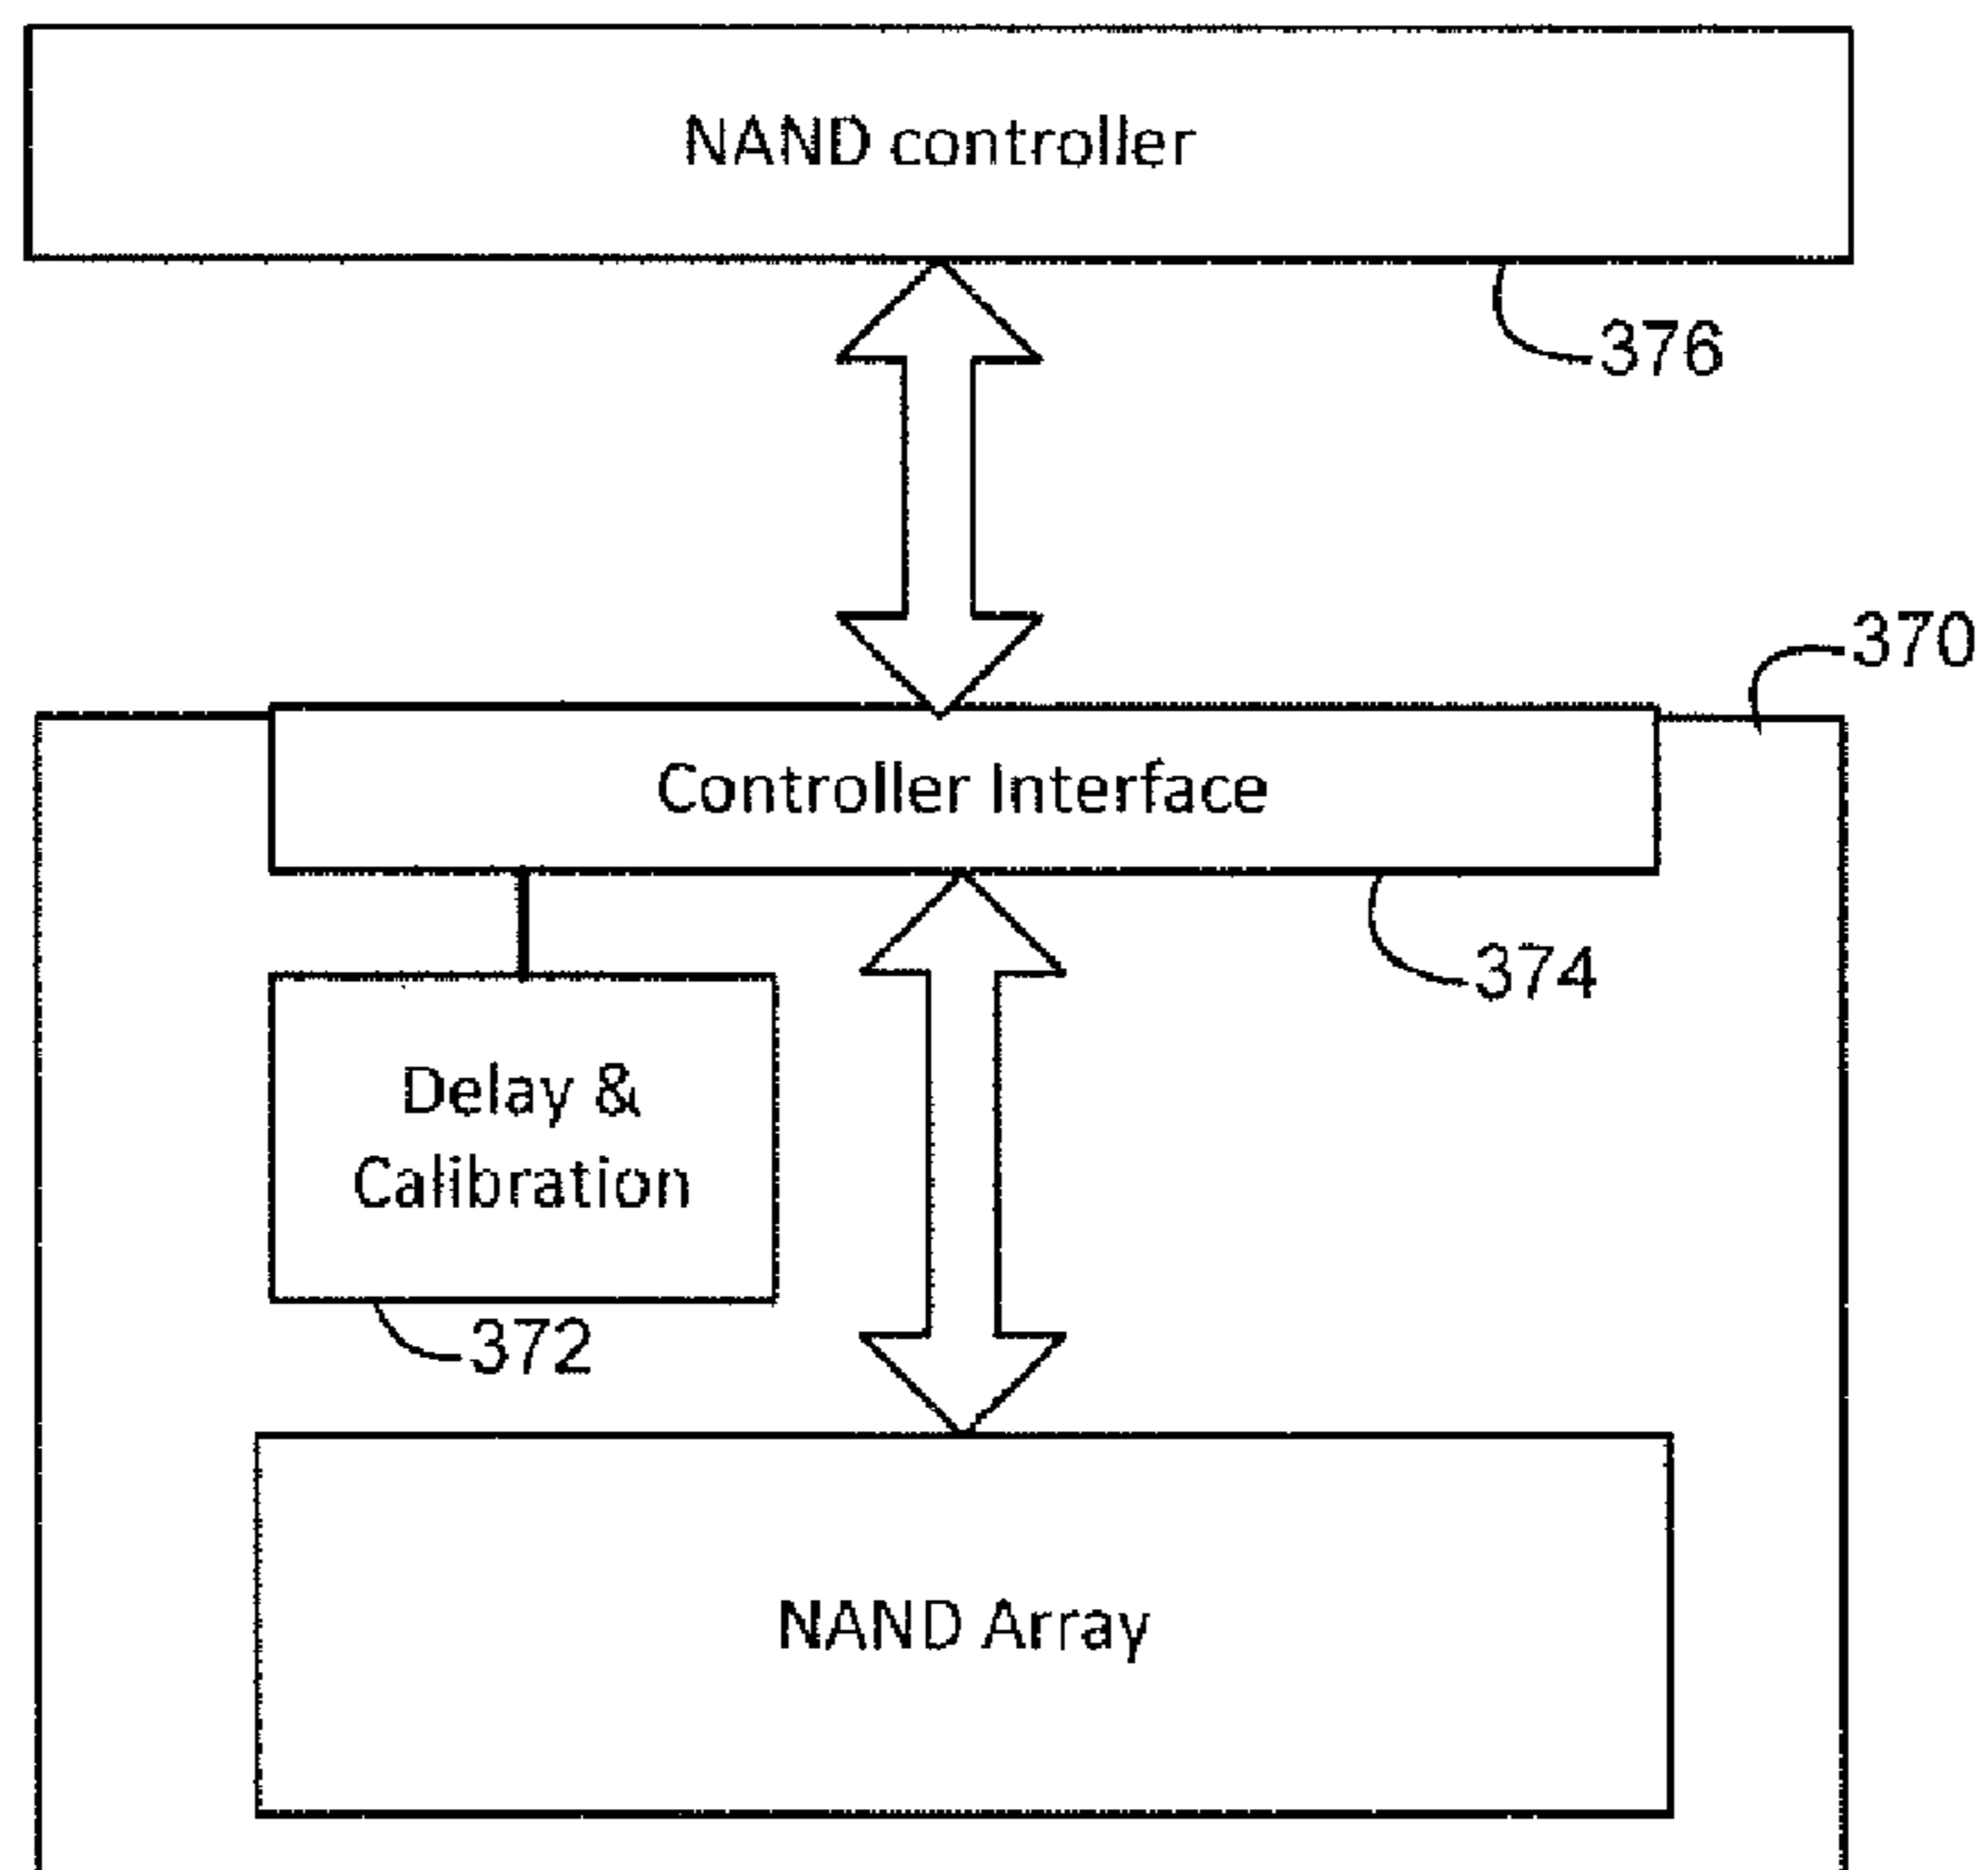 NAND controller
376
370
Controller Interface
374
Delay &
Calibration
372
NAND Array